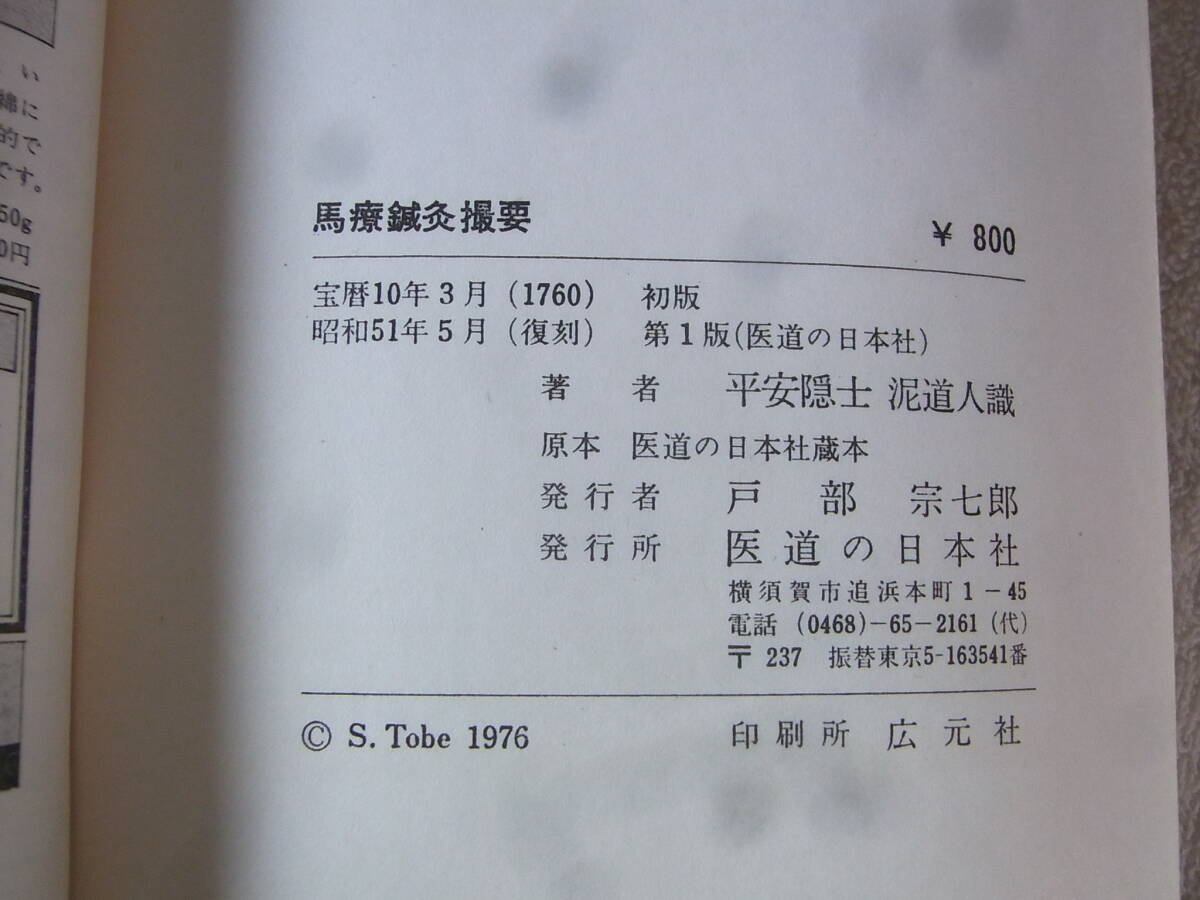 い
綿に
的で
です。
50g
0円
馬療鍼灸撮要
¥ 800
宝暦10年3月(1760) 初版
昭和51年5月(復刻) 第1版(医道の日本社)
著者 平安隠士 泥道人識
原本 医道の日本社蔵本
発行者 戸部 宗七郎
発行所 医道の日本社
横須賀市追浜本町1-45
電話 (0468)-65-2161(代)
〒237 振替東京5-163541番
© S. Tobe 1976
印刷所 広元社